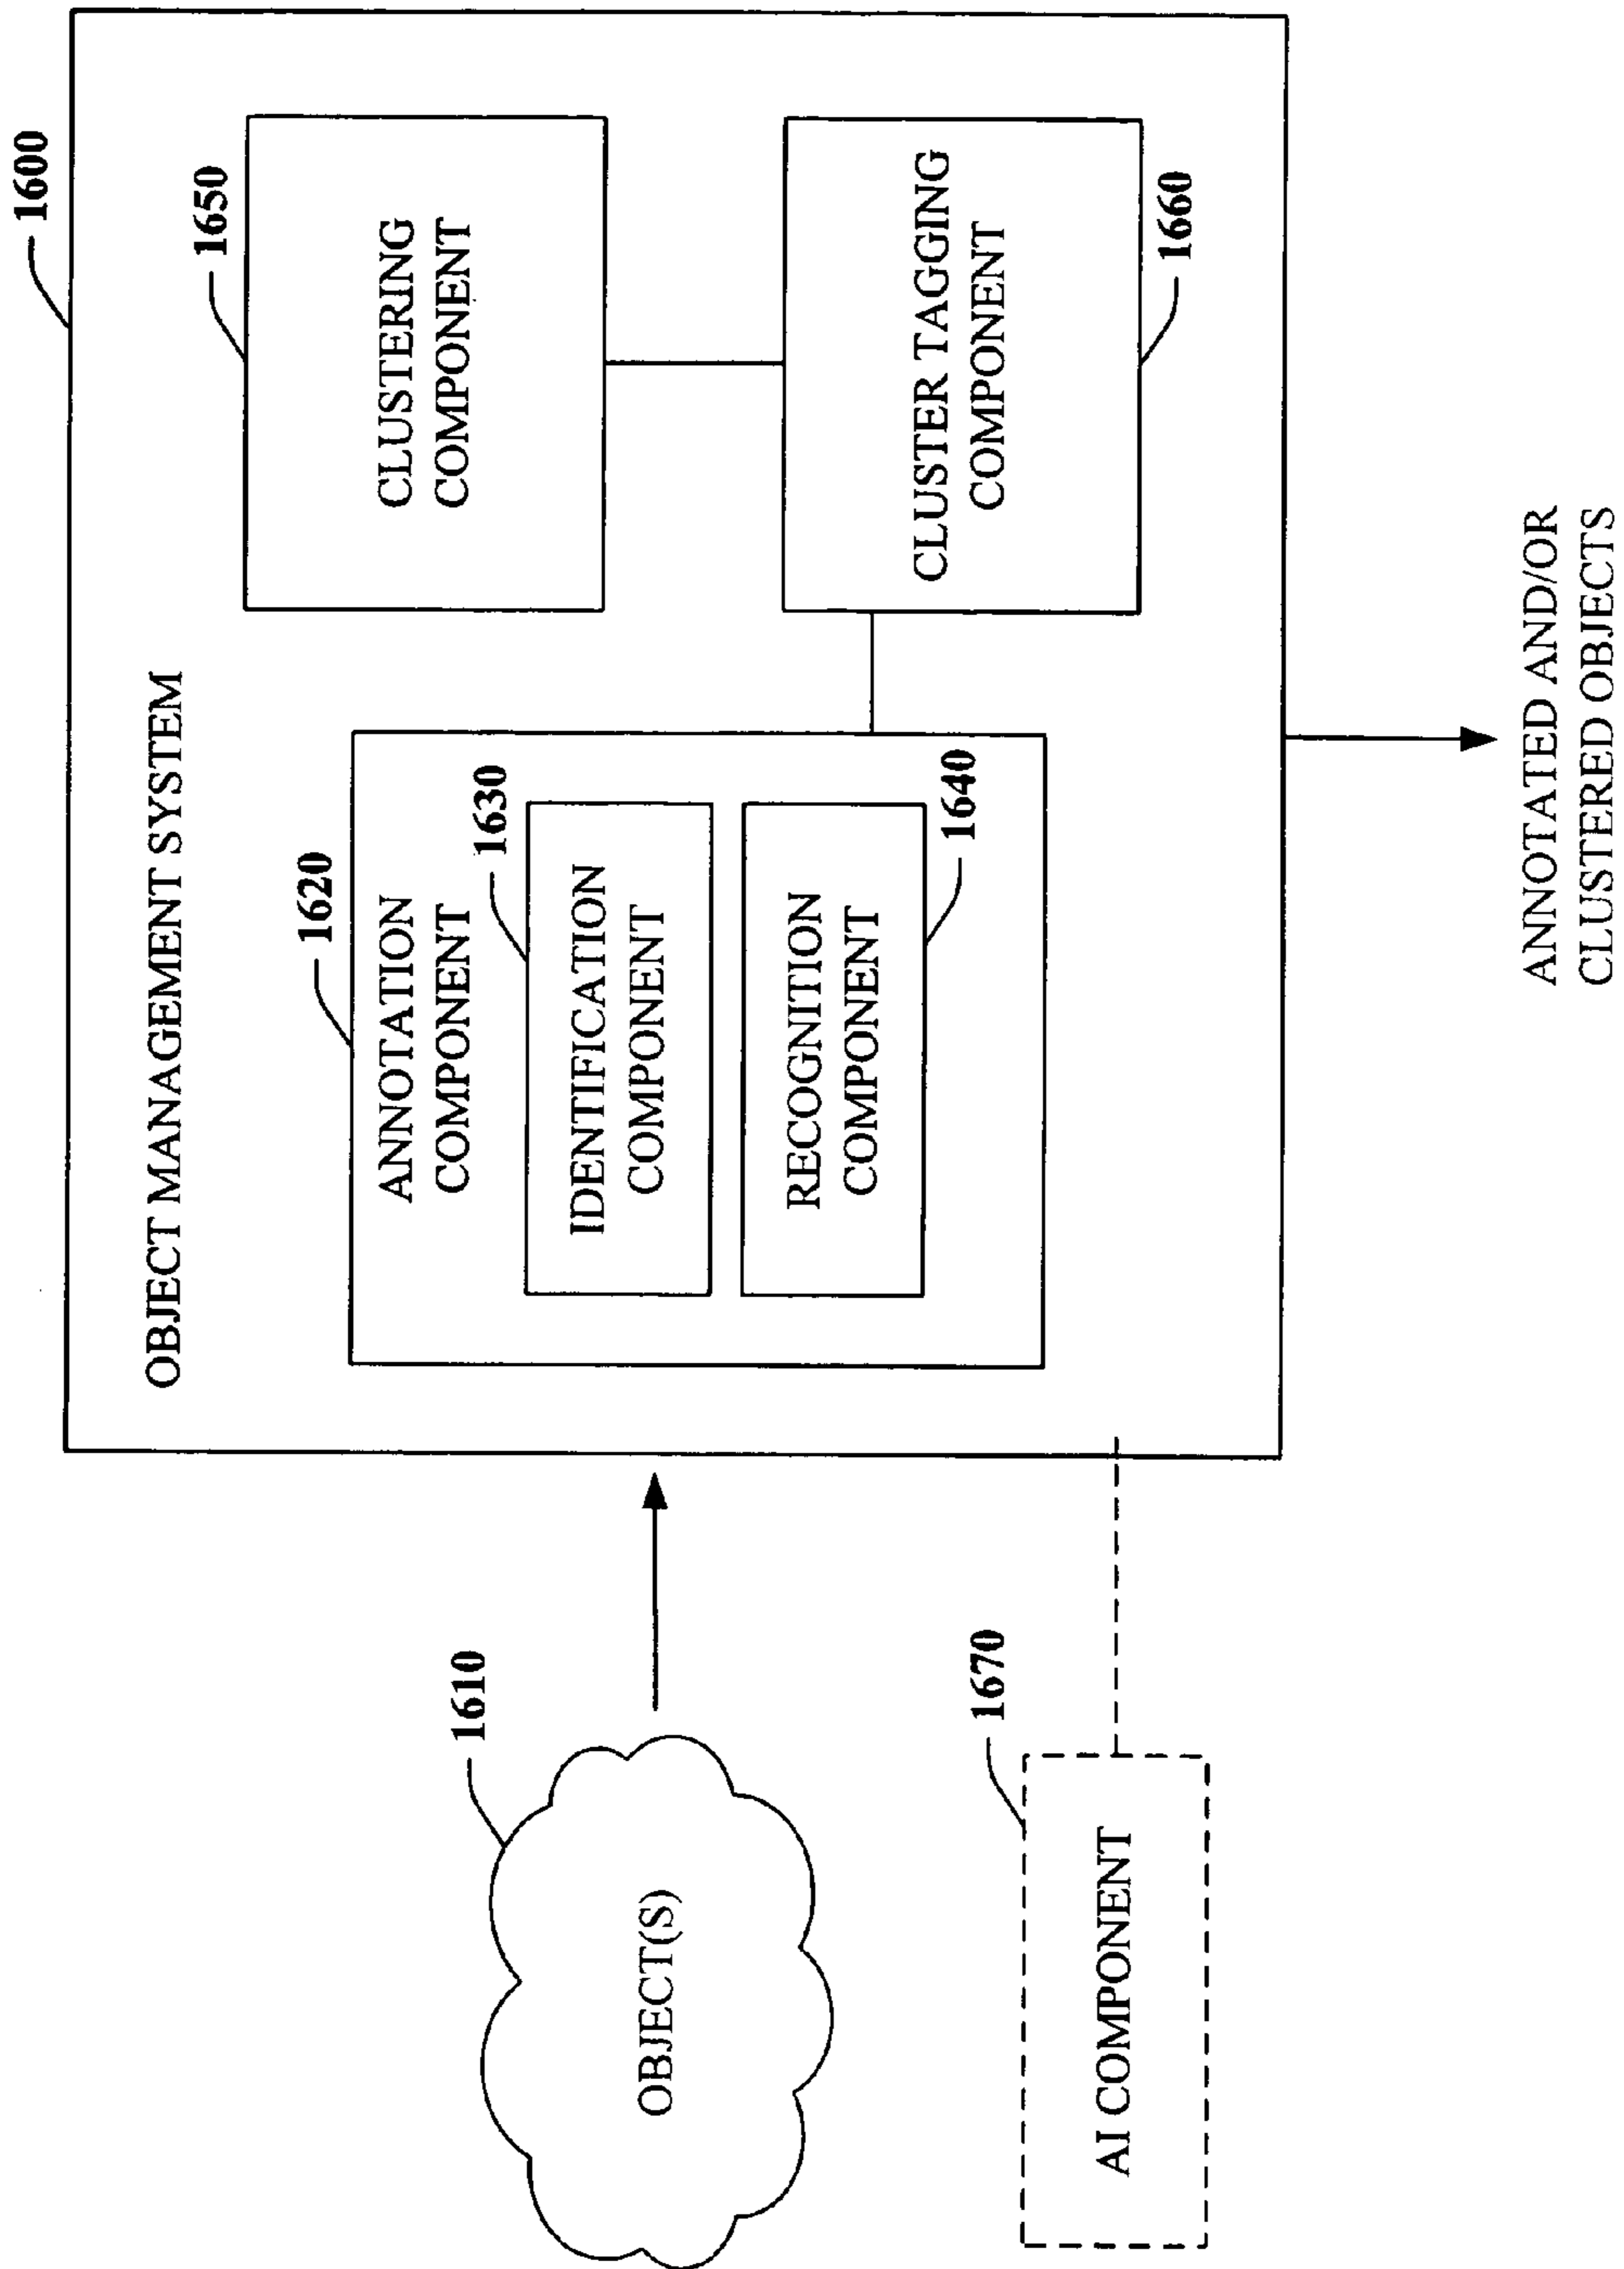 1600
OBJECT MANAGEMENT SYSTEM
1610
OBJECT(S)
1620
ANNOTATION
COMPONENT
1630
IDENTIFICATION
COMPONENT
RECOGNITION
COMPONENT
1640
1650
CLUSTERING
COMPONENT
CLUSTER TAGGING
COMPONENT
1660
1670
AI COMPONENT
ANNOTATED AND/OR
CLUSTERED OBJECTS